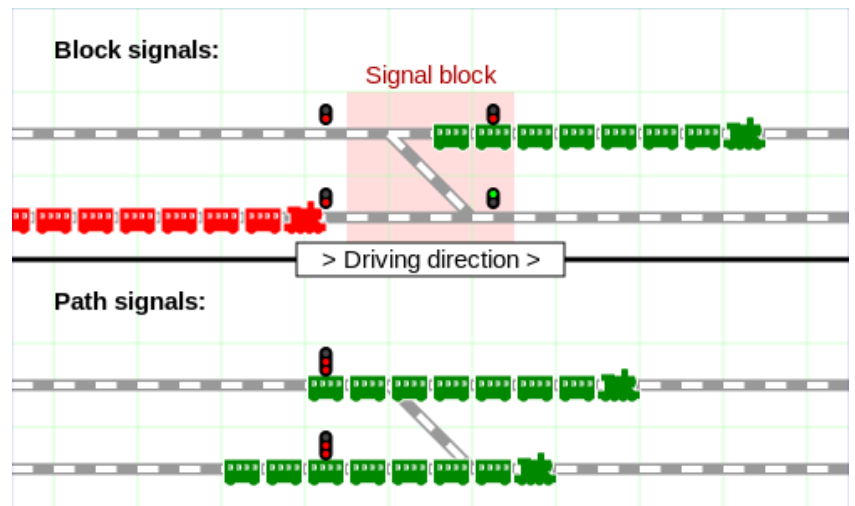 Block signals:
Signal block
> Driving direction >
Path signals: